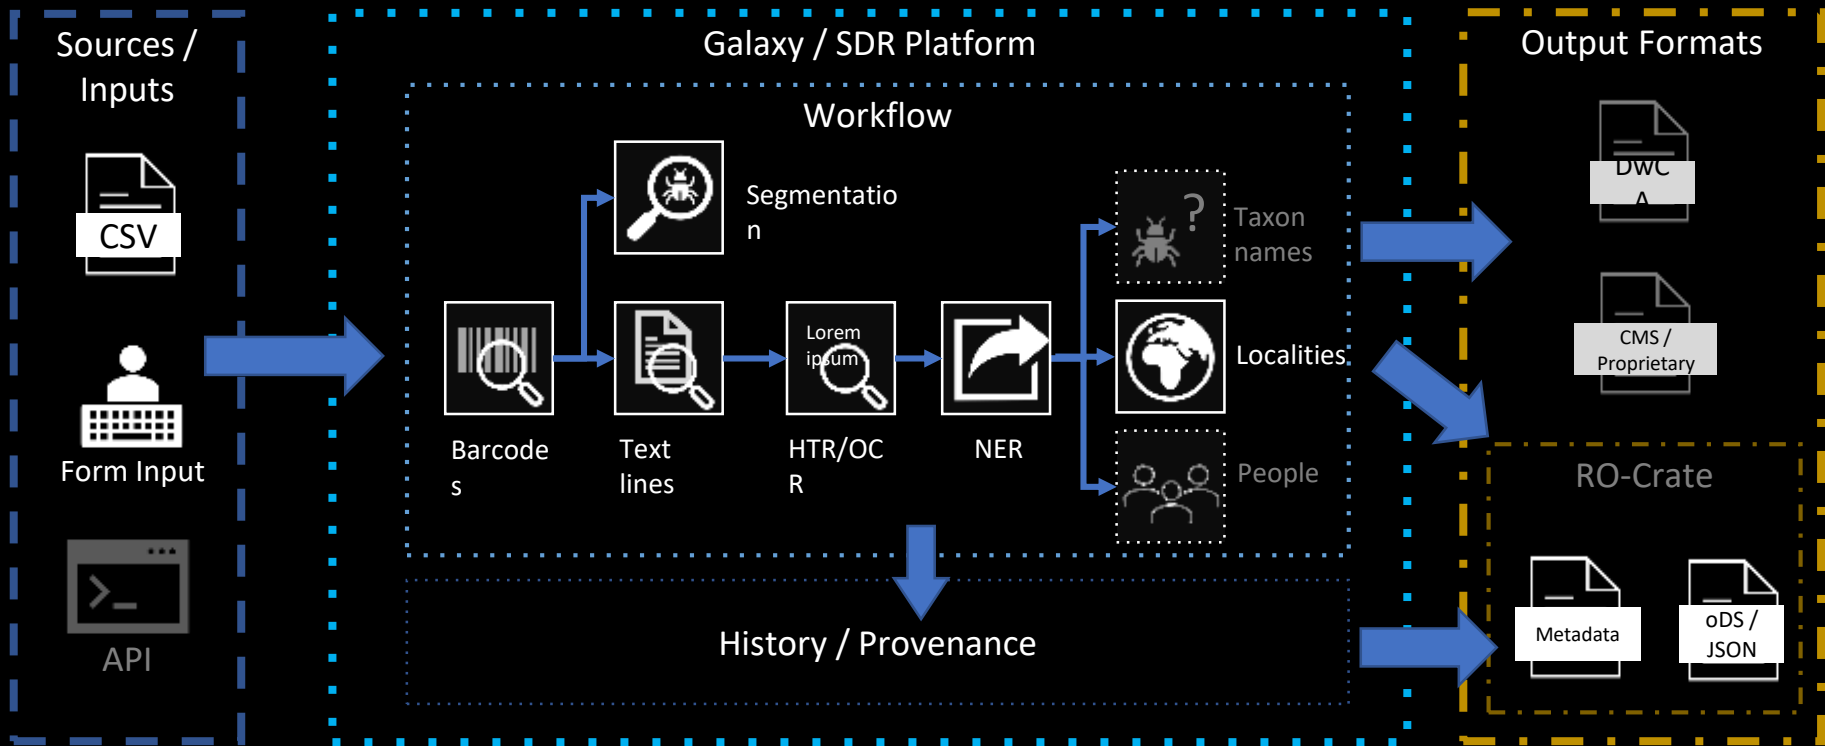 Sources /
Inputs
CSV
Form Input
API
Galaxy / SDR Platform
Workflow
Segmentatio
n
Barcode
s
Text
lines
Lorem
ipsum
HTR/OC
R
NER
?
Taxon
names
Localities
People
History / Provenance
Output Formats
DWC
A
CMS /
Proprietary
RO-Crate
Metadata
oDS /
JSON